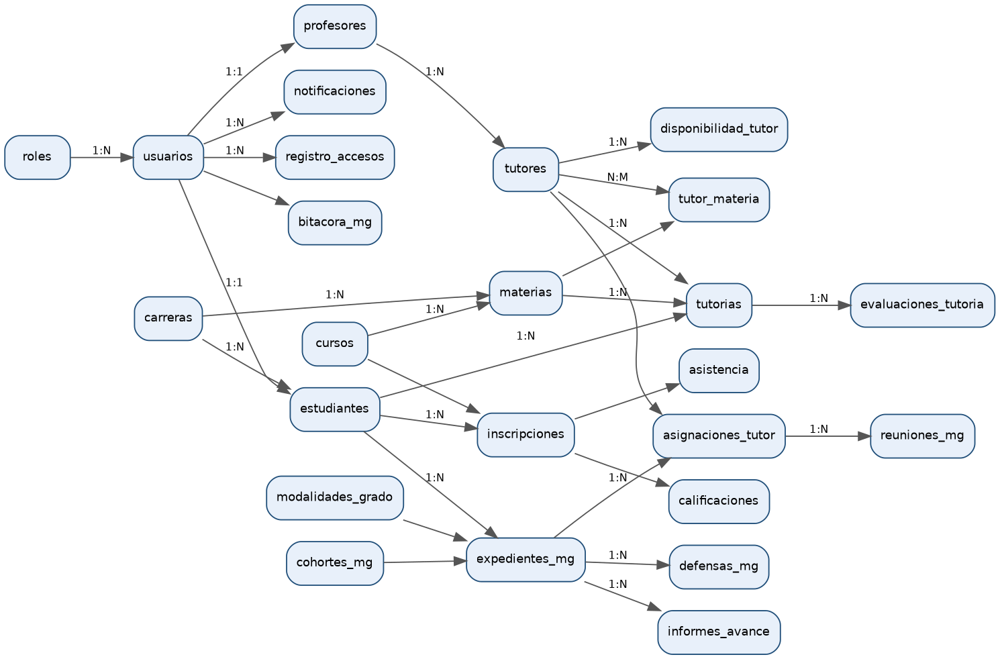 profesores
1:1
1:N
notificaciones
1:N
disponibilidad_tutor
roles
1:N
usuarios
1:N
registro_accesos
tutores
1:N
N:M
tutor_materia
bitacora_mg
1:N
1:1
materias
1:N
tutorias
1:N
evaluaciones_tutoria
carreras
1:N
1:N
cursos
1:N
1:N
asistencia
estudiantes
1:N
inscripciones
asignaciones_tutor
1:N
reuniones_mg
1:N
1:N
modalidades_grado
calificaciones
cohortes_mg
expedientes_mg
1:N
defensas_mg
1:N
informes_avance